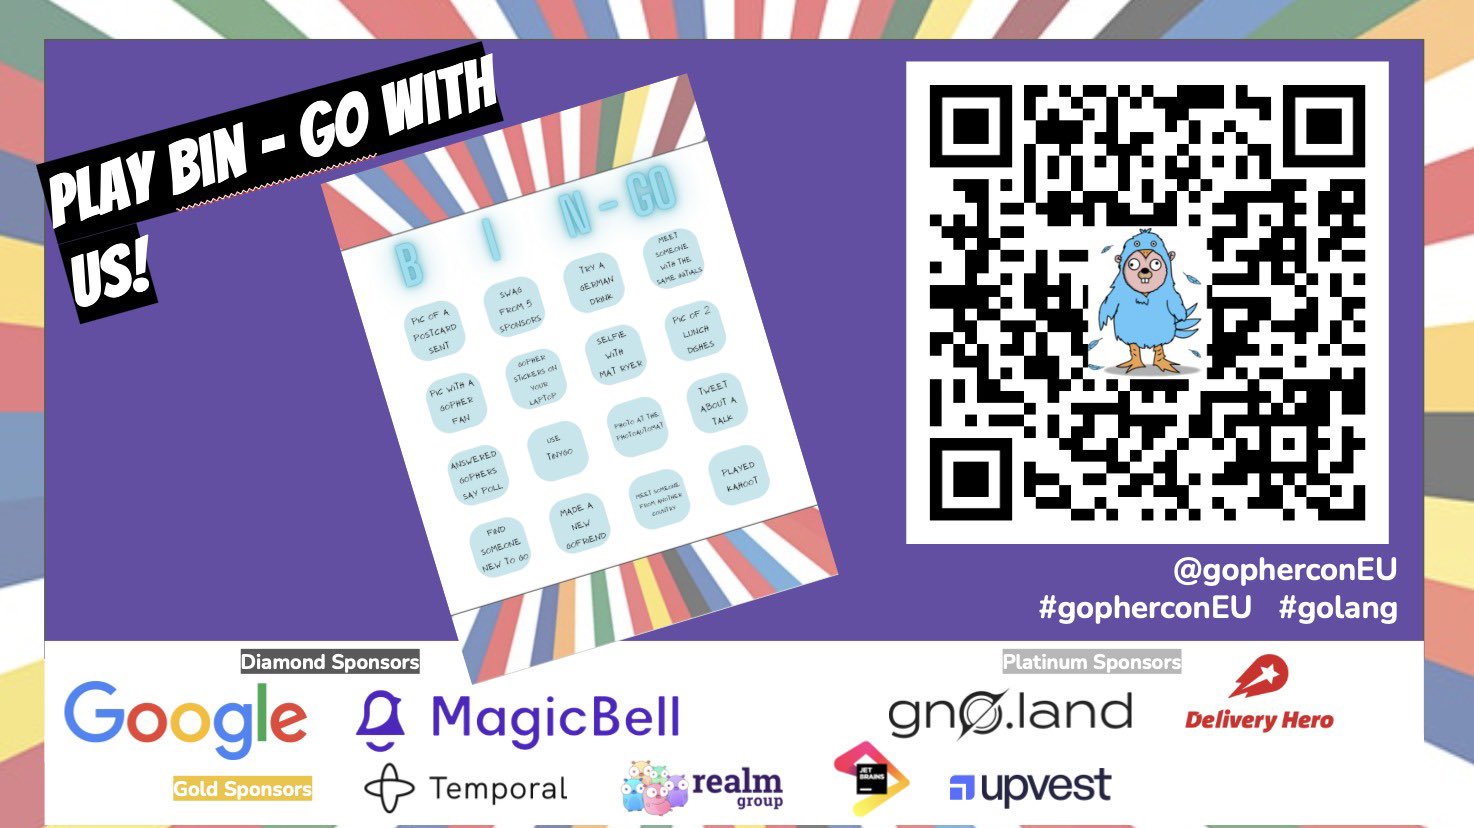 PLAY BIN - GO WITH
US!
B I N - GO
PIC OF A
POSTCARD
SENT
SWAG
FROM 5
SPONSORS
TRY A
GERMAN
DRINK
MEET
SOMEONE
WITH THE
SAME INITIALS
PIC WITH A
GOPHER
FAN
GOPHER
STICKERS ON
YOUR
LAPTOP
SELFIE
WITH
MAT RYER
PIC OF 2
LUNCH
DISHES
ANSWERED
GOPHERS
SAY POLL
USE
TINYGO
PHOTO AT THE
PHOTOAUTOMAT
TWEET
ABOUT A
TALK
FIND
SOMEONE
NEW TO GO
MADE A
NEW
GOFRIEND
MEET SOMEONE
FROM ANOTHER
COUNTRY
PLAYED
KAHOOT
@gopherconEU
#gopherconEU #golang
Diamond Sponsors
Platinum Sponsors
Google
MagicBell
gnø.land
Delivery Hero
Gold Sponsors
Temporal
realm
group
JET
BRAINS
upvest